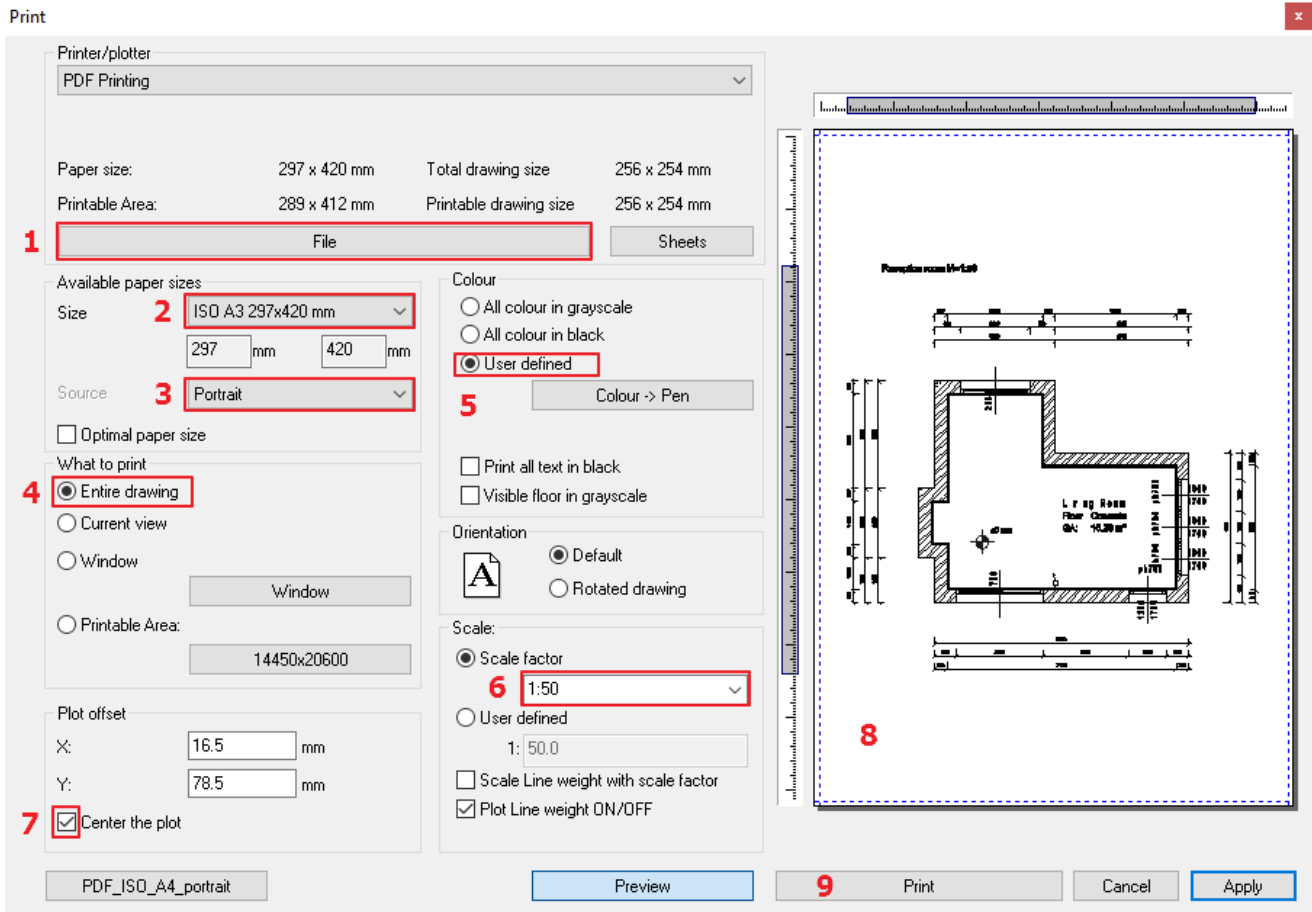 Print
x
Printer/plotter
PDF Printing
Paper size: 297 x 420 mm Total drawing size 256 x 254 mm
Printable Area: 289 x 412 mm Printable drawing size 256 x 254 mm
1 File Sheets
Available paper sizes
Size 2 ISO A3 297x420 mm
297 mm 420 mm
Source 3 Portrait
Optimal paper size
What to print
4 Entire drawing
Current view
Window
Window
Printable Area:
14450x20600
Plot offset
X: 16.5 mm
Y: 78.5 mm
7 Center the plot
Colour
All colour in grayscale
All colour in black
User defined
5 Colour -> Pen
Print all text in black
Visible floor in grayscale
Orientation
A
Default
Rotated drawing
Scale:
Scale factor
6 1:50
User defined
1: 50.0
Scale Line weight with scale factor
Plot Line weight ON/OFF
Room
Floor
8
PDF_ISO_A4_portrait Preview 9 Print Cancel Apply